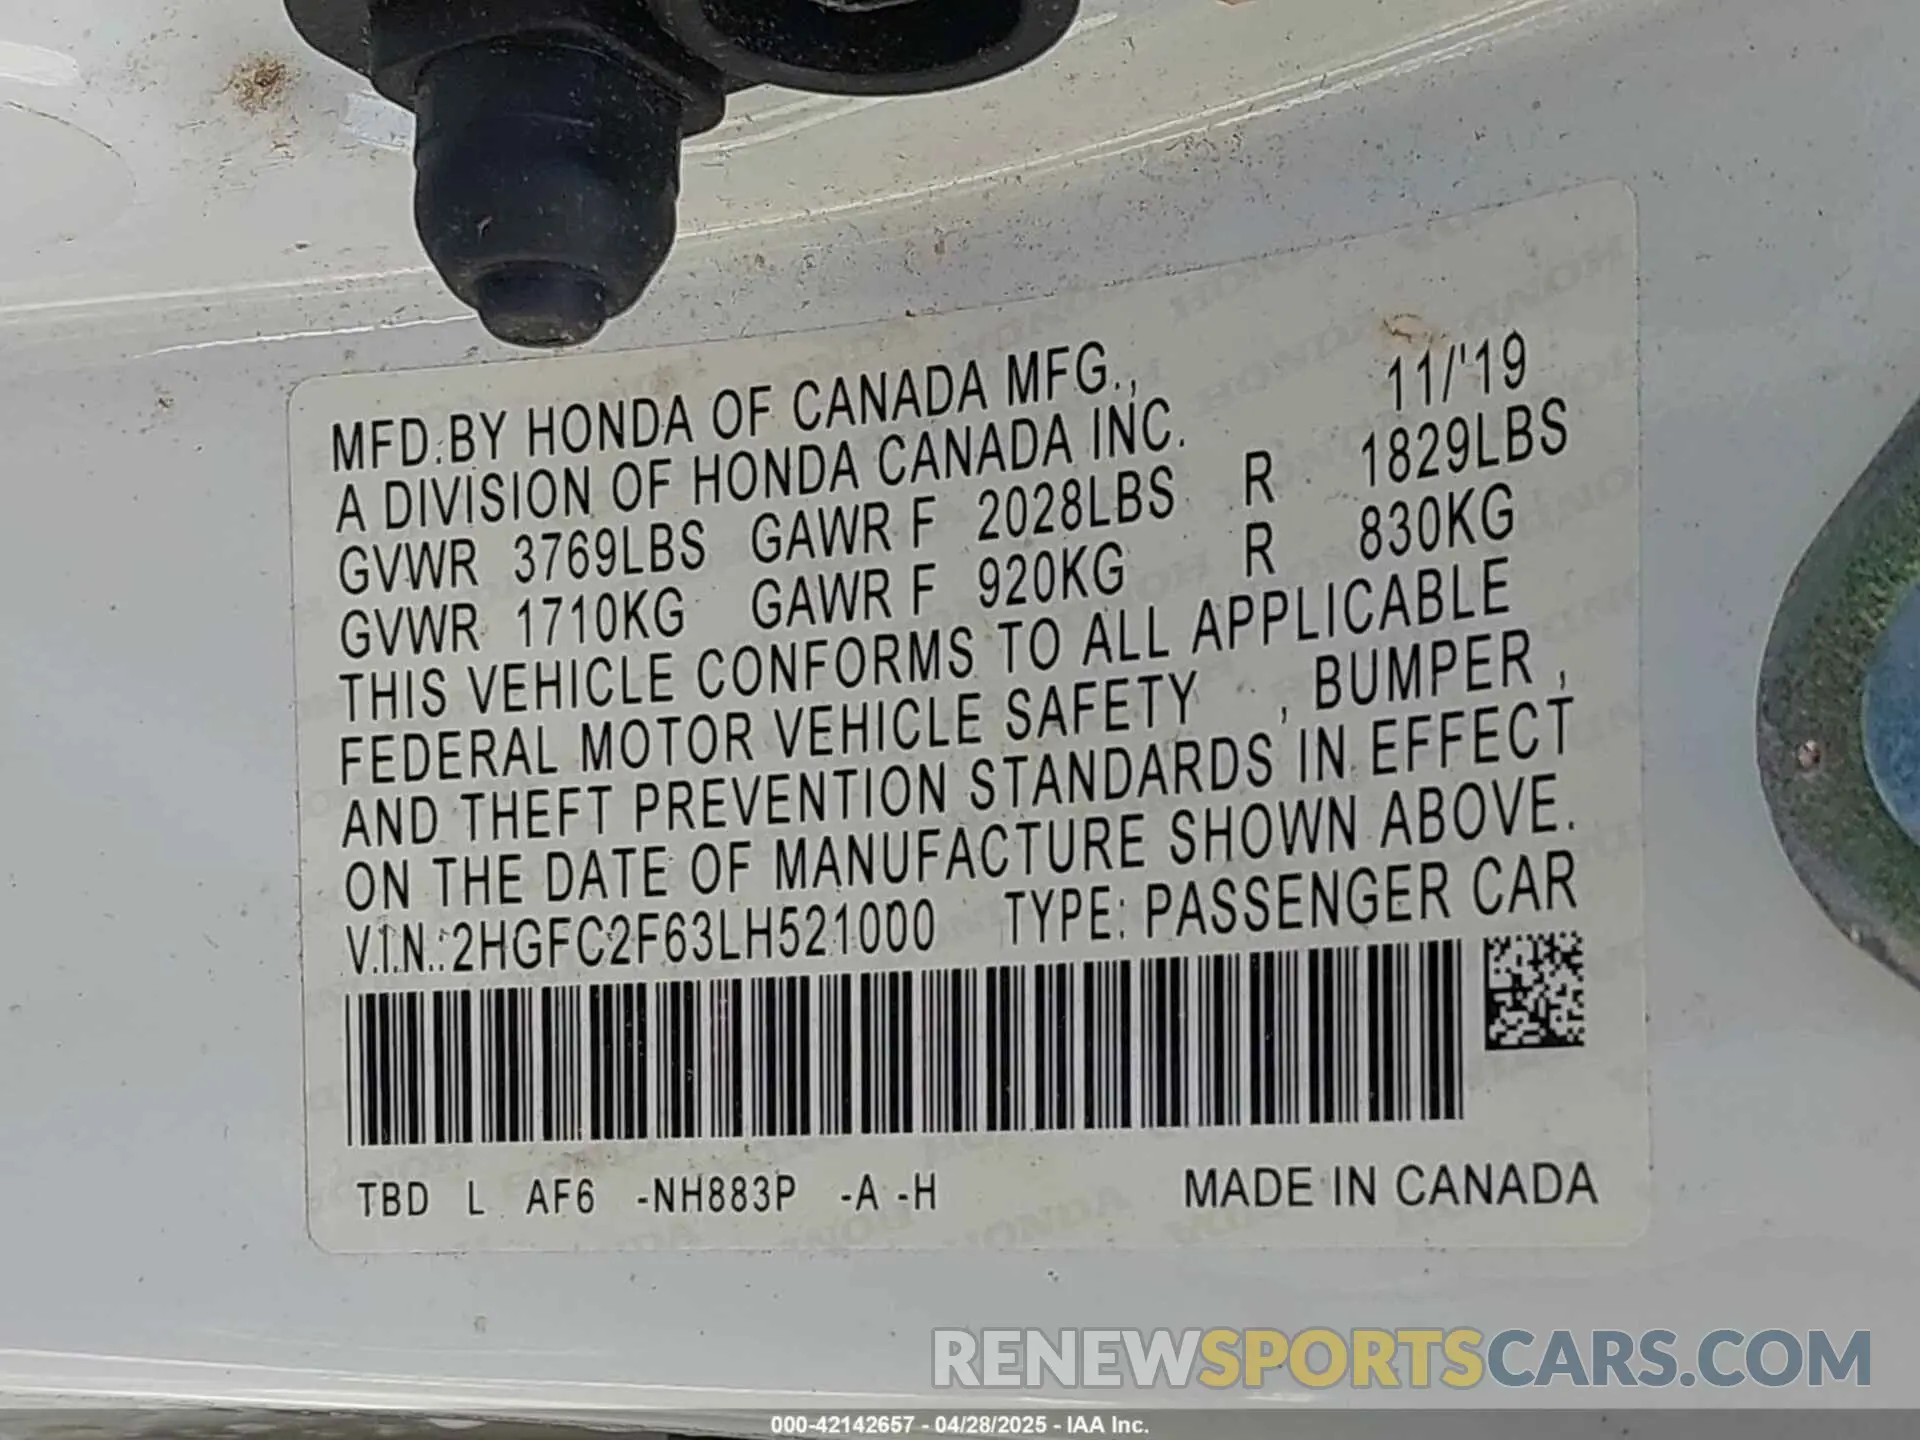 MFD. BY HONDA OF CANADA MFG., 11/'19
A DIVISION OF HONDA CANADA INC.
GVWR 3769LBS GAWR F 2028LBS R 1829LBS
GVWR 1710KG GAWR F 920KG R 830KG
THIS VEHICLE CONFORMS TO ALL APPLICABLE
FEDERAL MOTOR VEHICLE SAFETY , BUMPER ,
AND THEFT PREVENTION STANDARDS IN EFFECT
ON THE DATE OF MANUFACTURE SHOWN ABOVE.
V.I.N.: 2HGFC2F63LH521000 TYPE: PASSENGER CAR
TBD L AF6 -NH883P -A -H MADE IN CANADA
RENEWSPORTSCARS.COM
000-42142657 - 04/28/2025 - IAA Inc.